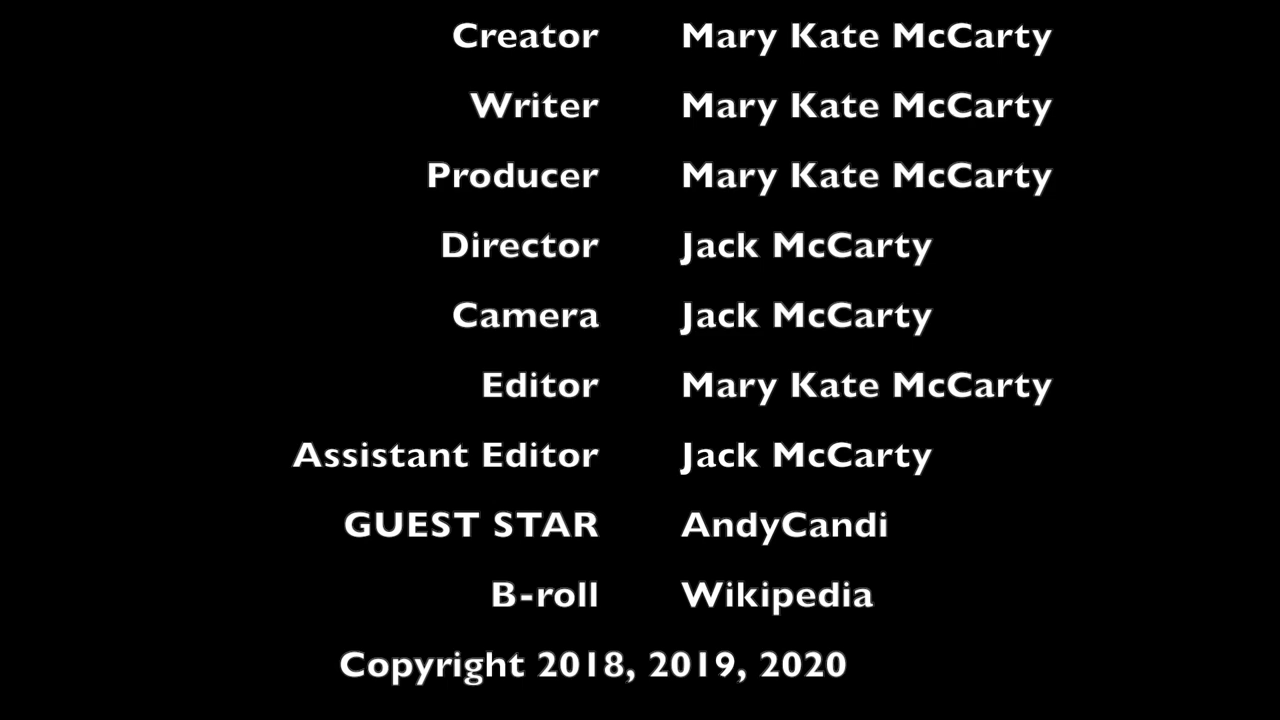 Creator Mary Kate McCarty
Writer Mary Kate McCarty
Producer Mary Kate McCarty
Director Jack McCarty
Camera Jack McCarty
Editor Mary Kate McCarty
Assistant Editor Jack McCarty
GUEST STAR AndyCandi
B-roll Wikipedia
Copyright 2018, 2019, 2020